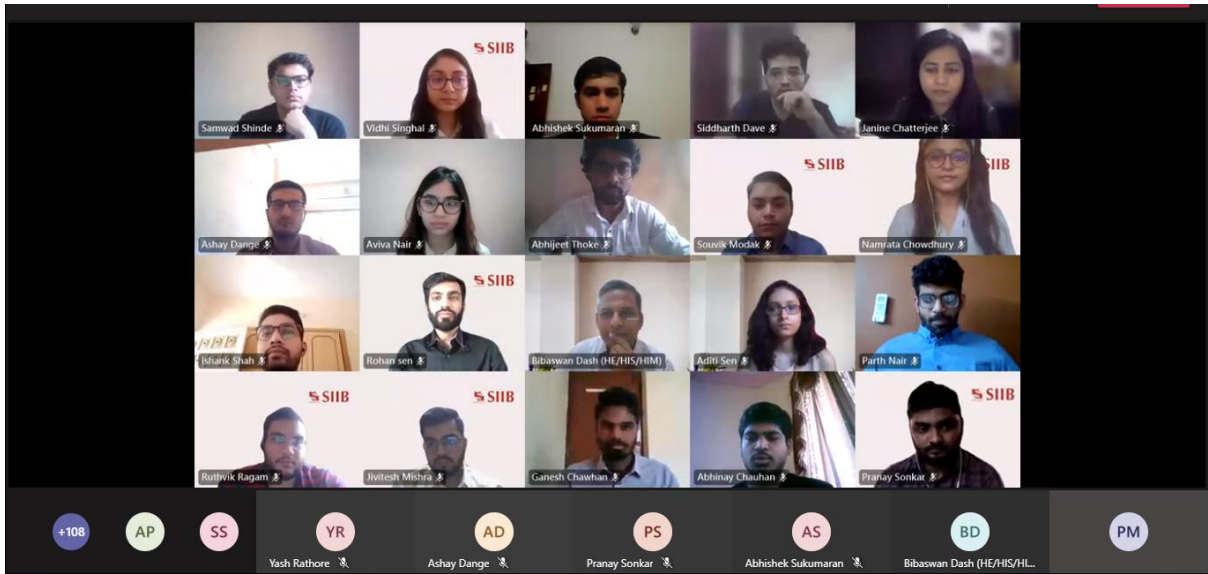 SIIB
Samwad Shinde
Vidhi Singhal
Abhishek Sukumaran
Siddharth Dave
Janine Chatterjee
SIIB
SIIB
Ashay Dange
Aviva Nair
Abhijeet Thoke
Souvik Modak
Namrata Chowdhury
SIIB
Ishank Shah
Rohan sen
Bibaswan Dash (HE/HIS/HIM)
Aditi Sen
Parth Nair
SIIB
SIIB
SIIB
Ruthvik Ragam
Jivitesh Mishra
Ganesh Chawhan
Abhinay Chauhan
Pranay Sonkar
+108
AP
SS
YR
AD
PS
AS
BD
PM
Yash Rathore
Ashay Dange
Pranay Sonkar
Abhishek Sukumaran
Bibaswan Dash (HE/HIS/HI...